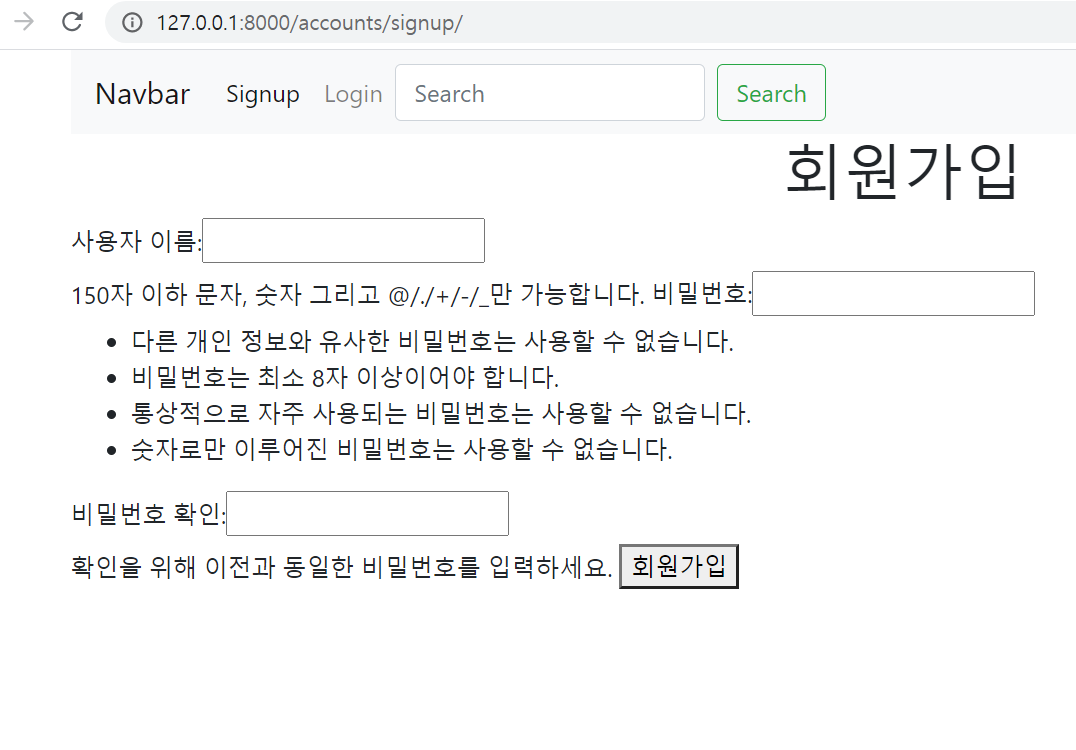 127.0.0.1:8000/accounts/signup/
Navbar Signup Login Search Search
회원가입
사용자 이름:
150자 이하 문자, 숫자 그리고 @/./+/-/_만 가능합니다. 비밀번호:
다른 개인 정보와 유사한 비밀번호는 사용할 수 없습니다.
비밀번호는 최소 8자 이상이어야 합니다.
통상적으로 자주 사용되는 비밀번호는 사용할 수 없습니다.
숫자로만 이루어진 비밀번호는 사용할 수 없습니다.
비밀번호 확인:
확인을 위해 이전과 동일한 비밀번호를 입력하세요. 회원가입